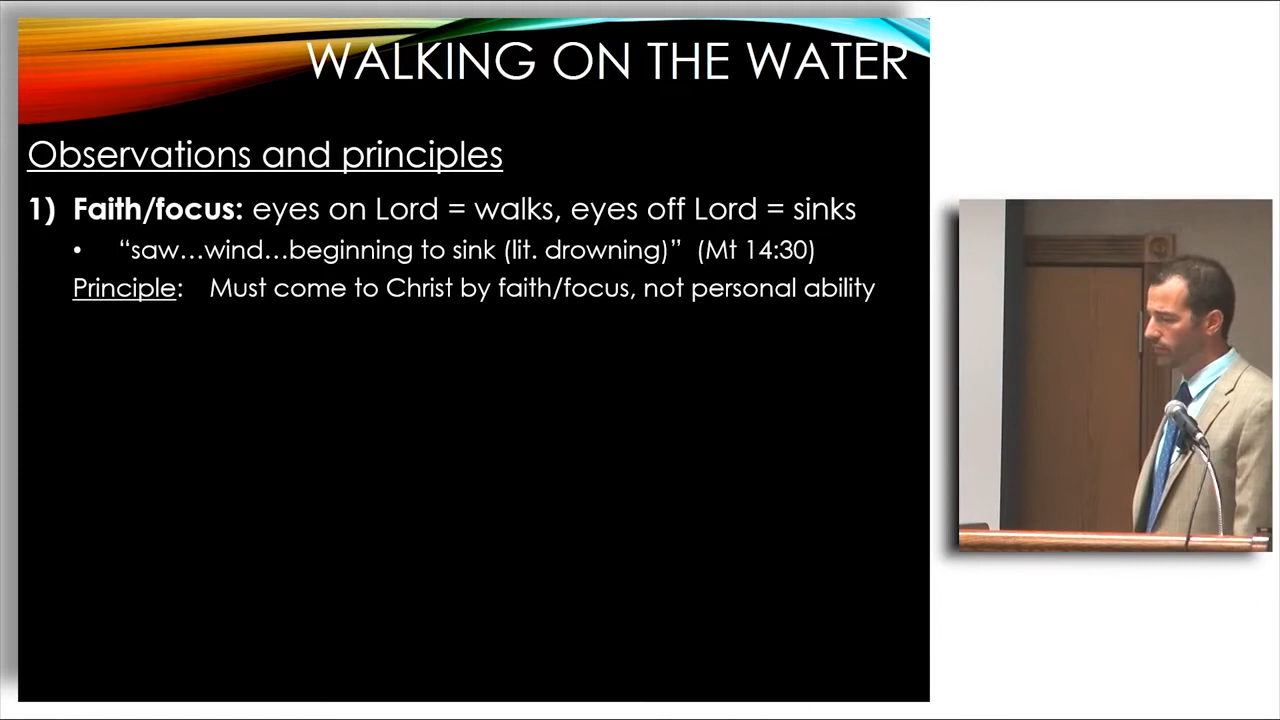 WALKING ON THE WATER
Observations and principles
1) Faith/focus: eyes on Lord = walks, eyes off Lord = sinks
• “saw…wind…beginning to sink (lit. drowning)” (Mt 14:30)
Principle: Must come to Christ by faith/focus, not personal ability